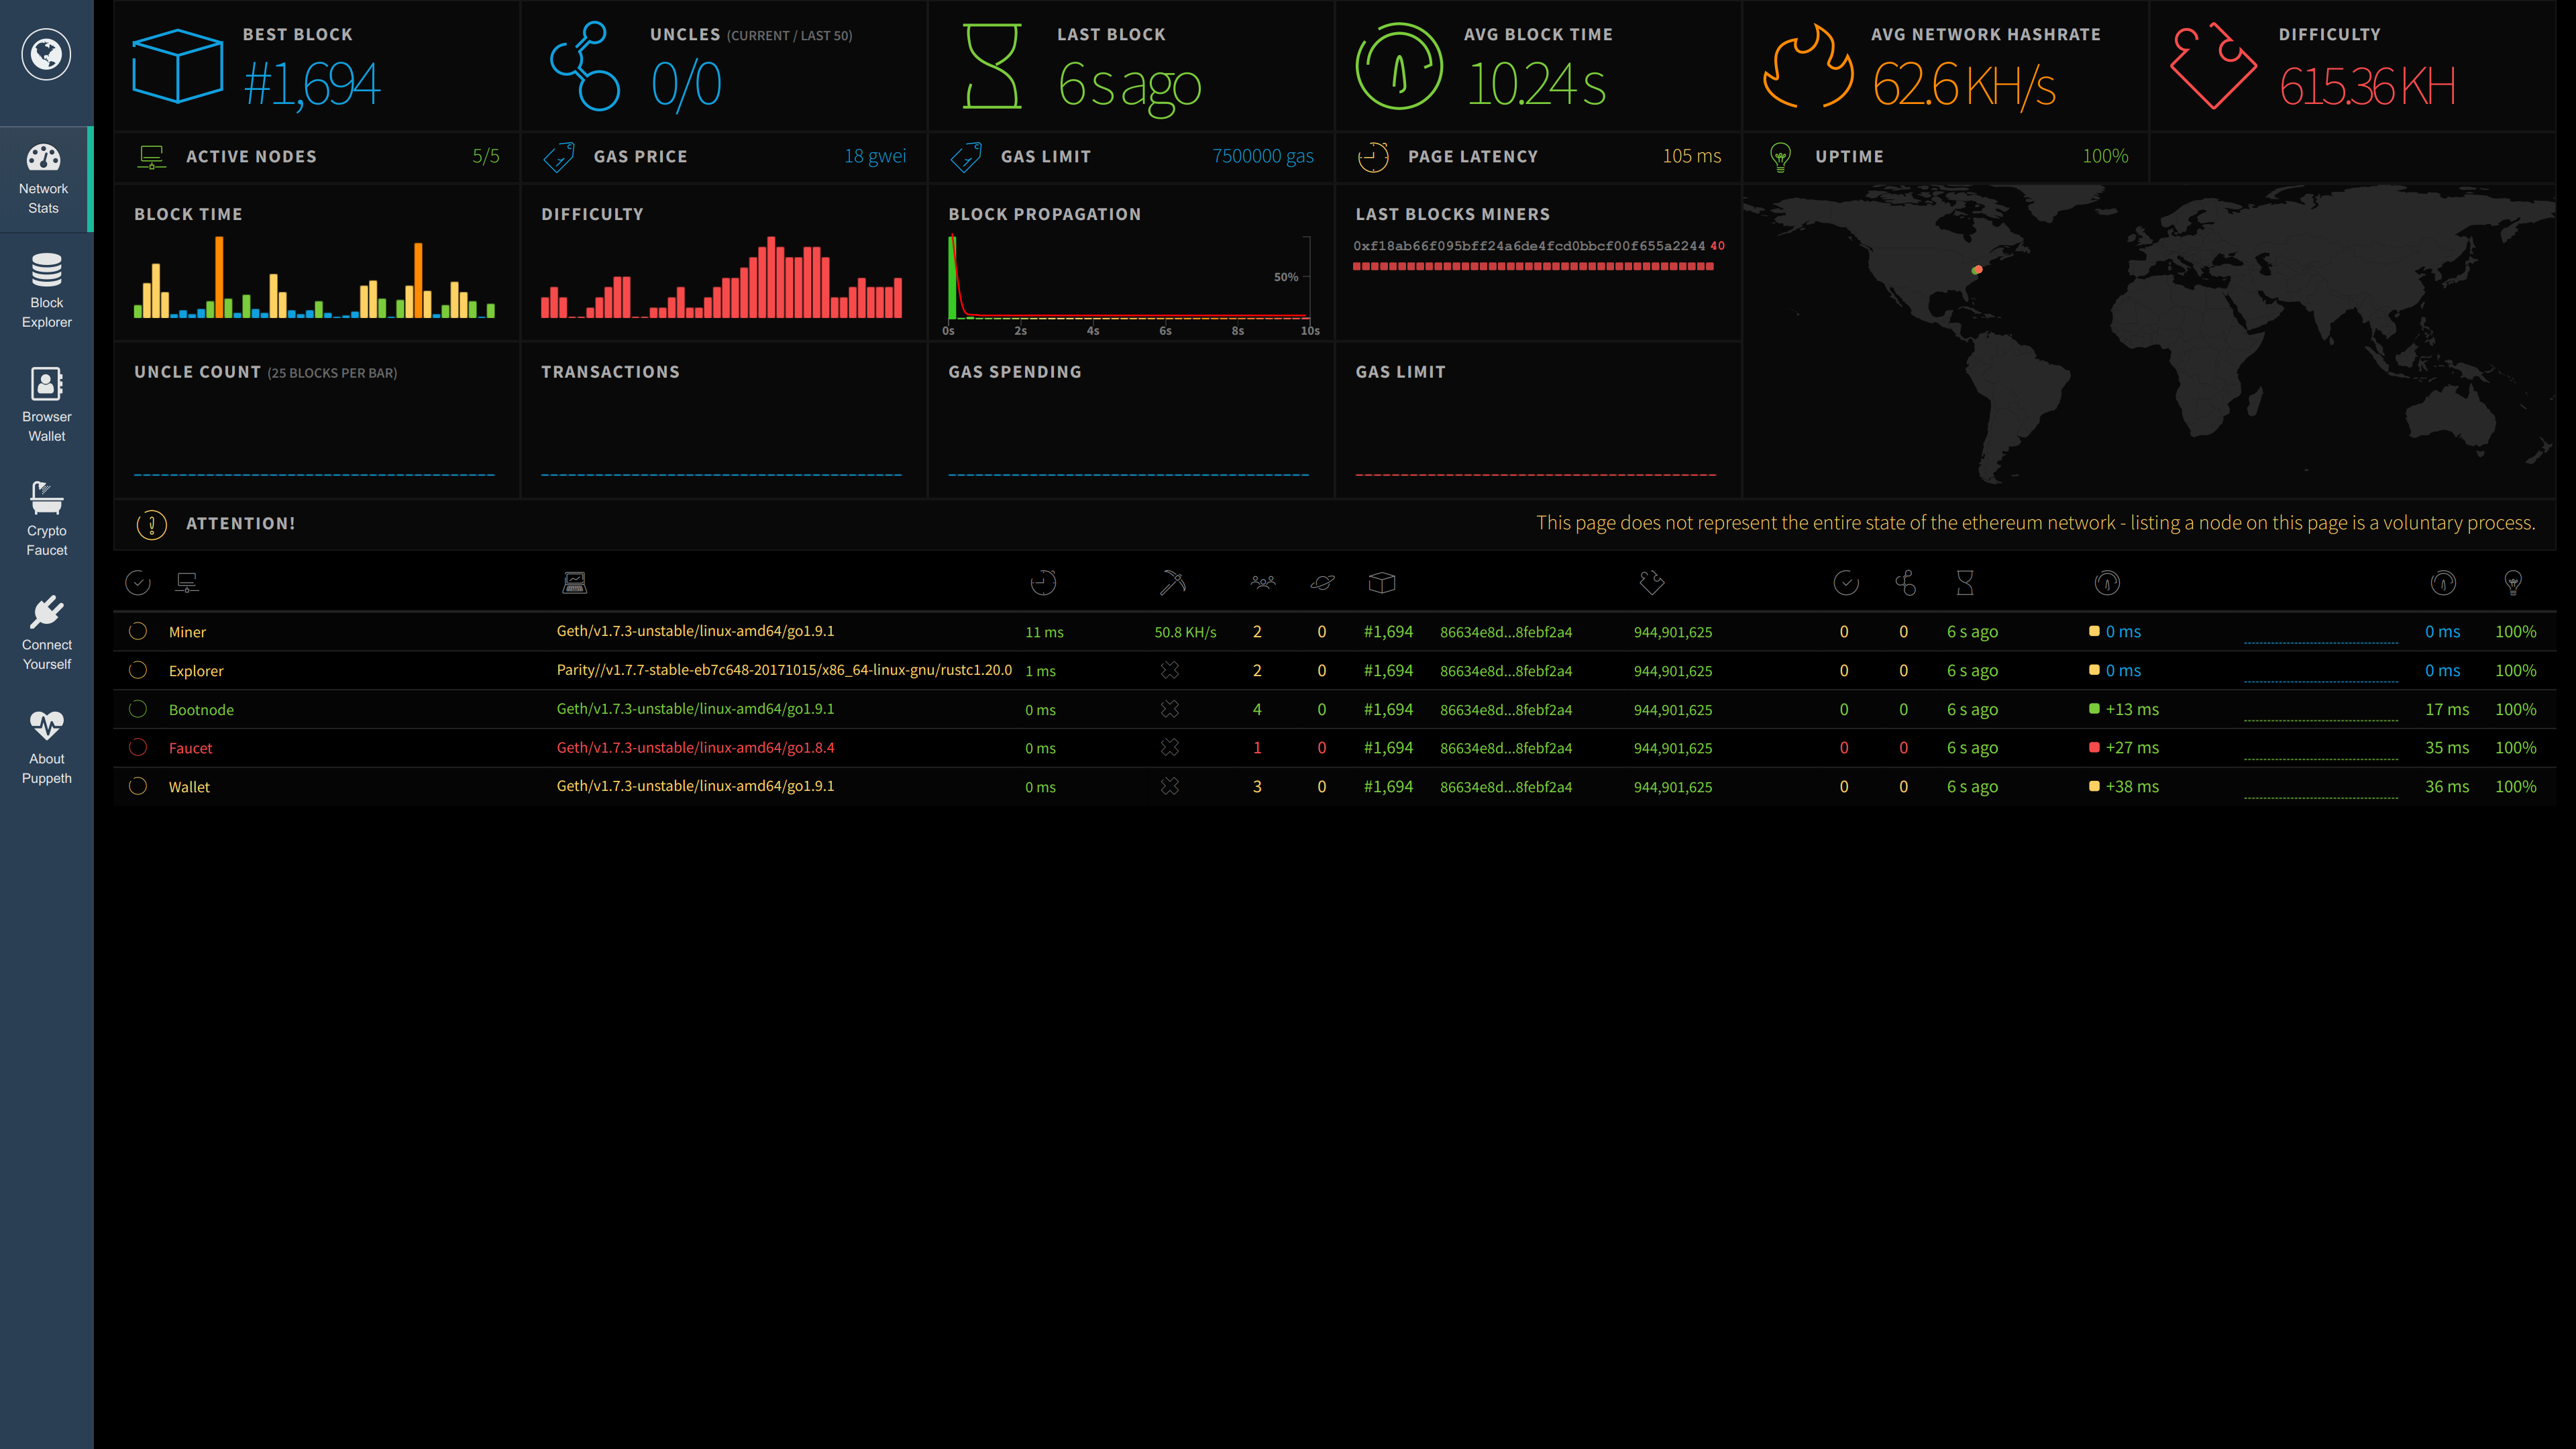 Network
Stats
Block
Explorer
Browser
Wallet
Crypto
Faucet
Connect
Yourself
About
Puppeth
BEST BLOCK
#1,694
UNCLES (CURRENT / LAST 50)
0/0
LAST BLOCK
6 s ago
AVG BLOCK TIME
10.24 s
AVG NETWORK HASHRATE
62.6 KH/s
DIFFICULTY
615.36 KH
ACTIVE NODES 5/5
GAS PRICE 18 gwei
GAS LIMIT 7500000 gas
PAGE LATENCY 105 ms
UPTIME 100%
BLOCK TIME
DIFFICULTY
BLOCK PROPAGATION
50%
0s 2s 4s 6s 8s 10s
LAST BLOCKS MINERS
0xf18ab66f095bff24a6de4fcd0bbcf00f655a2244 40
UNCLE COUNT (25 BLOCKS PER BAR)
TRANSACTIONS
GAS SPENDING
GAS LIMIT
ATTENTION! This page does not represent the entire state of the ethereum network - listing a node on this page is a voluntary process.
Miner Geth/v1.7.3-unstable/linux-amd64/go1.9.1 11 ms 50.8 KH/s 2 0 #1,694 86634e8d...8febf2a4 944,901,625 0 0 6 s ago 0 ms 0 ms 100%
Explorer Parity//v1.7.7-stable-eb7c648-20171015/x86_64-linux-gnu/rustc1.20.0 1 ms 2 0 #1,694 86634e8d...8febf2a4 944,901,625 0 0 6 s ago 0 ms 0 ms 100%
Bootnode Geth/v1.7.3-unstable/linux-amd64/go1.9.1 0 ms 4 0 #1,694 86634e8d...8febf2a4 944,901,625 0 0 6 s ago +13 ms 17 ms 100%
Faucet Geth/v1.7.3-unstable/linux-amd64/go1.8.4 0 ms 1 0 #1,694 86634e8d...8febf2a4 944,901,625 0 0 6 s ago +27 ms 35 ms 100%
Wallet Geth/v1.7.3-unstable/linux-amd64/go1.9.1 0 ms 3 0 #1,694 86634e8d...8febf2a4 944,901,625 0 0 6 s ago +38 ms 36 ms 100%